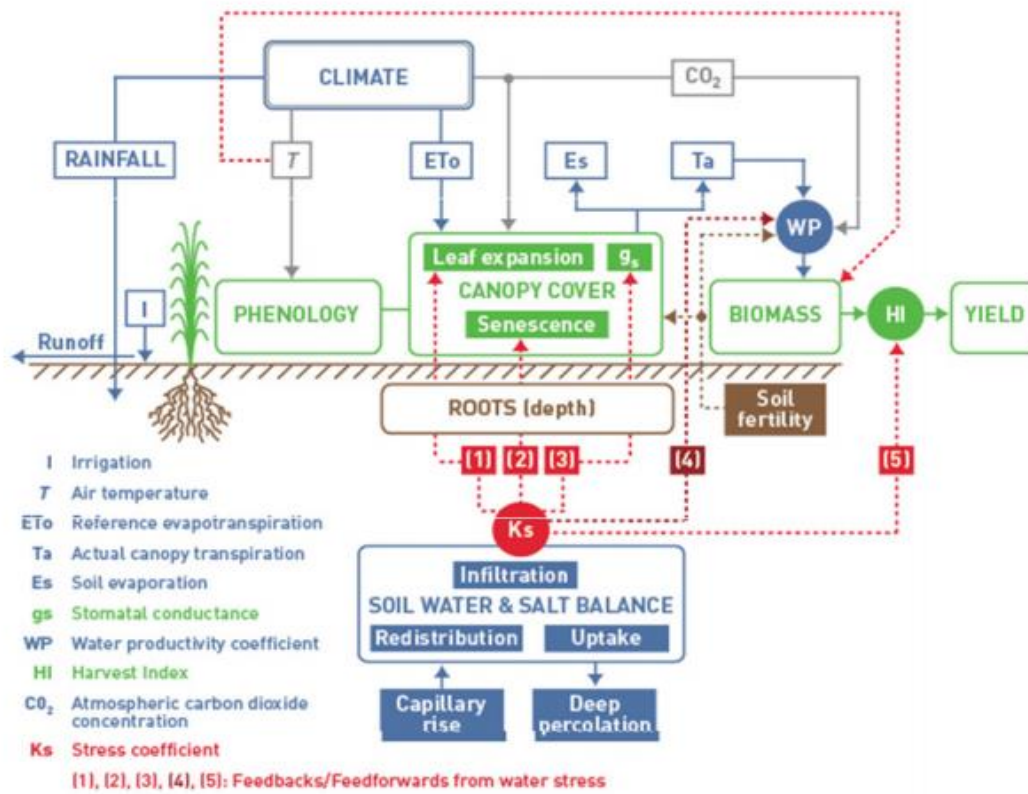 CLIMATE
CO₂
RAINFALL
T
ETo
Es
Ta
WP
Leaf expansion
gs
CANOPY COVER
Senescence
I
PHENOLOGY
BIOMASS
HI
YIELD
Runoff
ROOTS (depth)
Soil
fertility
(1)
(2)
(3)
(4)
(5)
Ks
Infiltration
SOIL WATER & SALT BALANCE
Redistribution
Uptake
Capillary
rise
Deep
percolation
I Irrigation
T Air temperature
ETo Reference evapotranspiration
Ta Actual canopy transpiration
Es Soil evaporation
gs Stomatal conductance
WP Water productivity coefficient
HI Harvest Index
CO₂ Atmospheric carbon dioxide
concentration
Ks Stress coefficient
(1), (2), (3), (4), (5): Feedbacks/Feedforwards from water stress